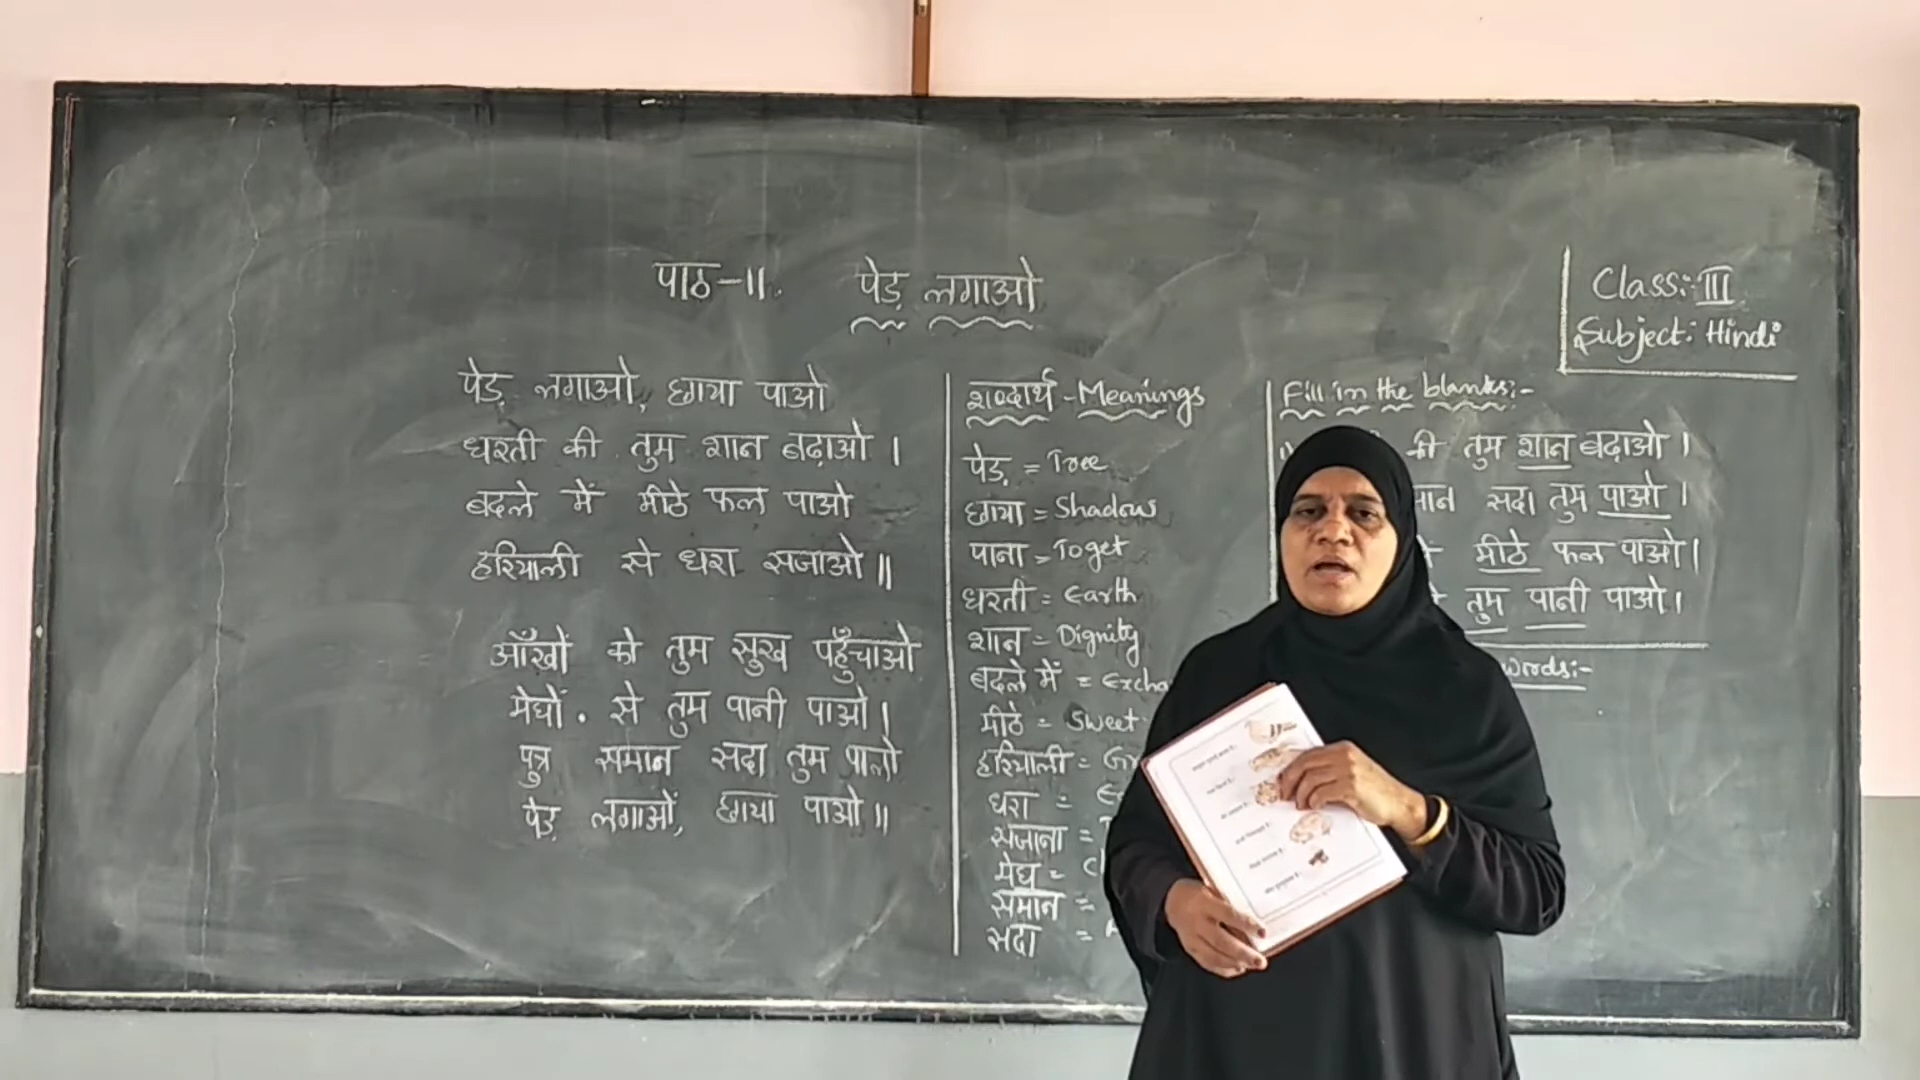 पाठ-11. पेड़ लगाओ
Class: III
Subject: Hindi
पेड़ लगाओ, छाया पाओ
धरती की तुम शान बढ़ाओ ।
बदले में मीठे फल पाओ
हरियाली से धरा सजाओ ॥
आँखों को तुम सुख पहुँचाओ
मेघों . से तुम पानी पाओ ।
पुत्र समान सदा तुम पालो
पेड़ लगाओं, छाया पाओ ॥
शब्दार्थ - Meanings
पेड़ = Tree
छाया = Shadow
पाना = To get
धरती = Earth
शान = Dignity
बदले में =
मीठे = Sweet
हरियाली =
धरा =
सजाना =
मेघ =
समान =
सदा =
Fill in the blanks:-
की तुम शान बढ़ाओ ।
सदा तुम पाओ ।
मीठे फल पाओ ।
तुम पानी पाओ ।
words:-